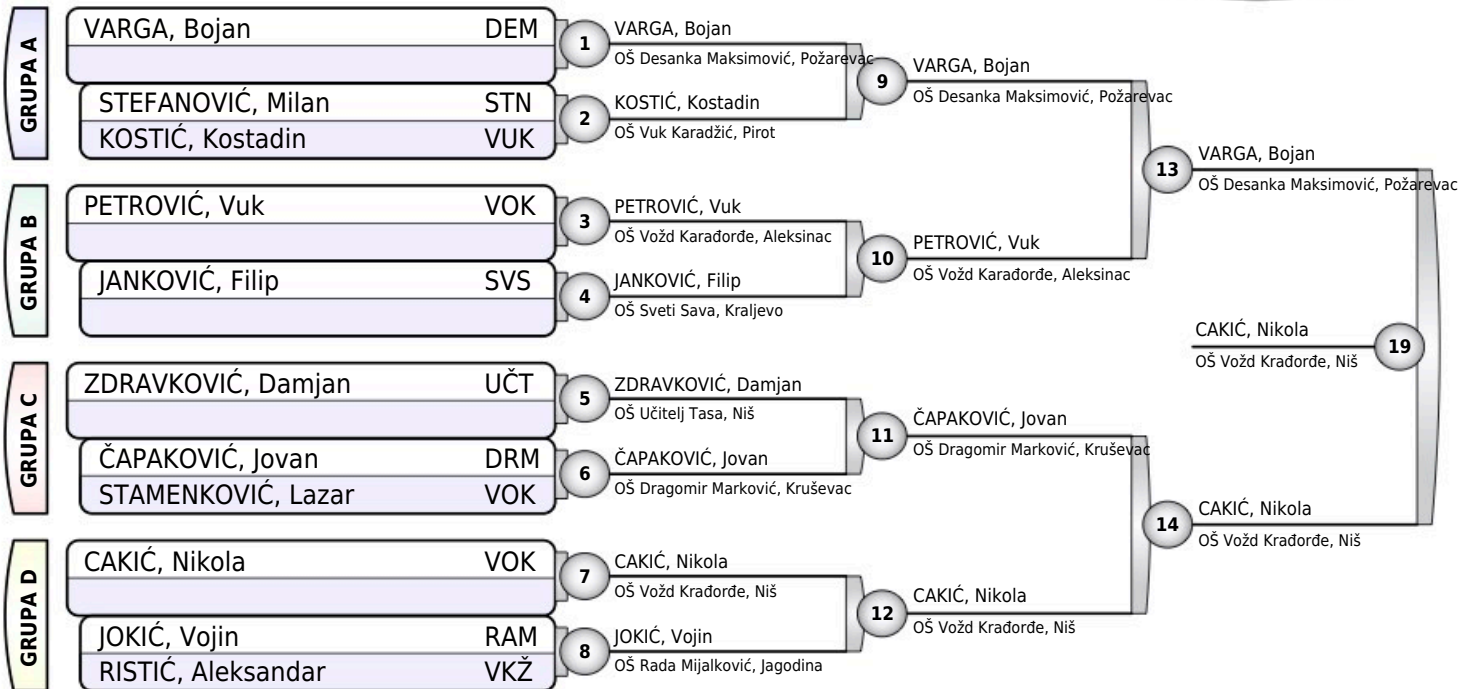 GRUPA A
VARGA, Bojan DEM
STEFANOVIĆ, Milan STN
KOSTIĆ, Kostadin VUK
1
VARGA, Bojan
OŠ Desanka Maksimović, Požarevac
2
KOSTIĆ, Kostadin
OŠ Vuk Karadžić, Pirot
9
VARGA, Bojan
OŠ Desanka Maksimović, Požarevac
GRUPA B
PETROVIĆ, Vuk VOK
JANKOVIĆ, Filip SVS
3
PETROVIĆ, Vuk
OŠ Vožd Karađorđe, Aleksinac
4
JANKOVIĆ, Filip
OŠ Sveti Sava, Kraljevo
10
PETROVIĆ, Vuk
OŠ Vožd Karađorđe, Aleksinac
13
VARGA, Bojan
OŠ Desanka Maksimović, Požarevac
GRUPA C
ZDRAVKOVIĆ, Damjan UČT
ČAPAKOVIĆ, Jovan DRM
STAMENKOVIĆ, Lazar VOK
5
ZDRAVKOVIĆ, Damjan
OŠ Učitelj Tasa, Niš
6
ČAPAKOVIĆ, Jovan
OŠ Dragomir Marković, Kruševac
11
ČAPAKOVIĆ, Jovan
OŠ Dragomir Marković, Kruševac
GRUPA D
CAKIĆ, Nikola VOK
JOKIĆ, Vojin RAM
RISTIĆ, Aleksandar VKŽ
7
CAKIĆ, Nikola
OŠ Vožd Krađorđe, Niš
8
JOKIĆ, Vojin
OŠ Rada Mijalković, Jagodina
12
CAKIĆ, Nikola
OŠ Vožd Krađorđe, Niš
14
CAKIĆ, Nikola
OŠ Vožd Krađorđe, Niš
CAKIĆ, Nikola
OŠ Vožd Krađorđe, Niš
19